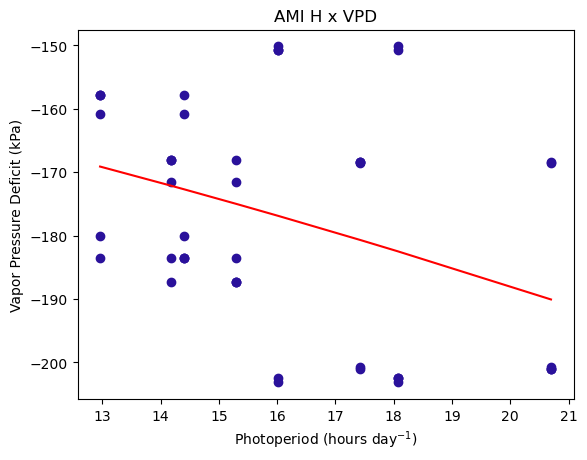 AMI H x VPD
Vapor Pressure Deficit (kPa)
−150
−160
−170
−180
−190
−200
13 14 15 16 17 18 19 20 21
Photoperiod (hours day⁻¹)